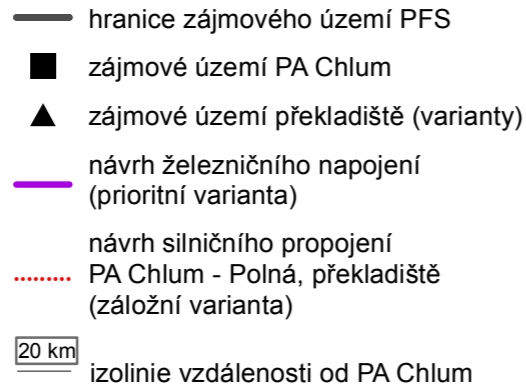 hranice zájmového území PFS
zájmové území PA Chlum
zájmové území překladiště (varianty)
návrh železničního napojení
(prioritní varianta)
návrh silničního propojení
PA Chlum - Polná, překladiště
(záložní varianta)
20 km
izolinie vzdálenosti od PA Chlum